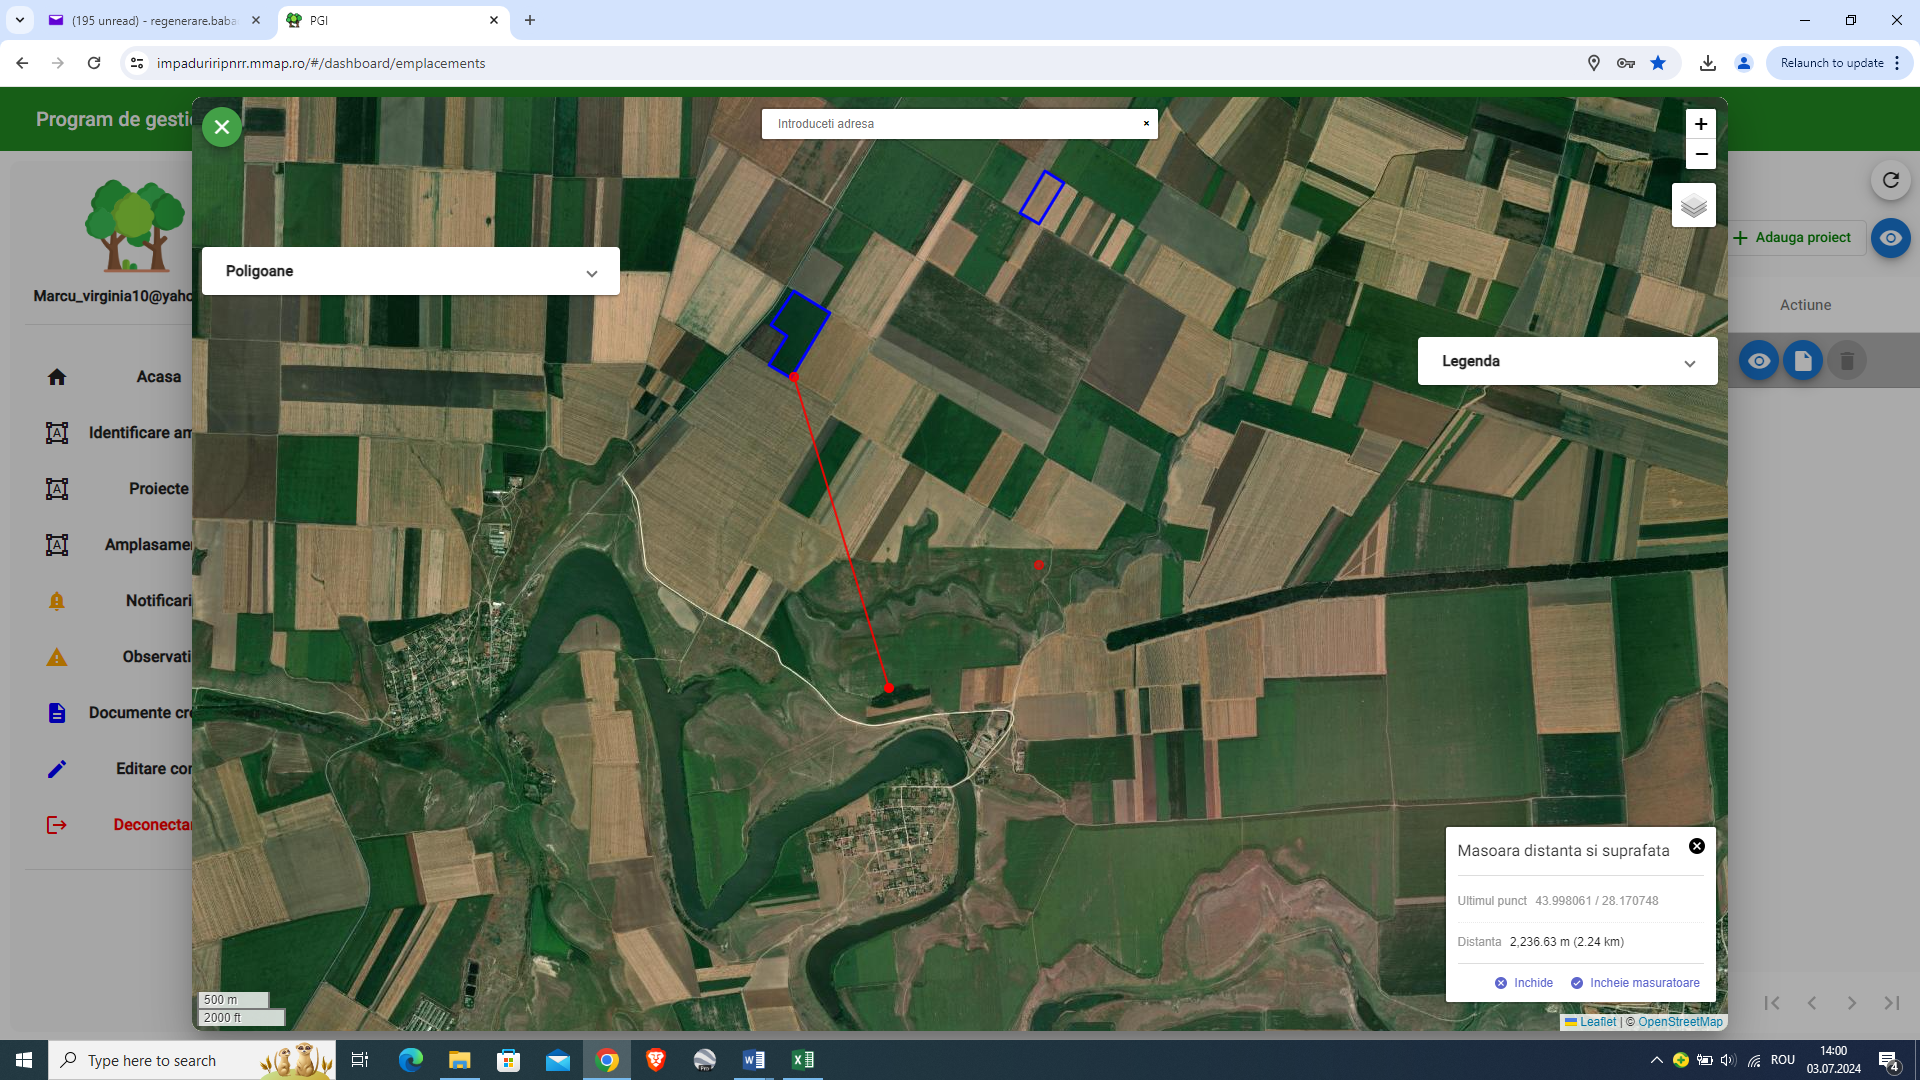 (195 unread) - regenerare.baba
PGI
impaduriripnrr.mmap.ro/#/dashboard/emplacements
Relaunch to update
Program de gesti
Introduceti adresa
+
−
Poligoane
Marcu_virginia10@yaho
Adauga proiect
Actiune
Legenda
Acasa
Identificare am
Proiecte
Amplasame
Notificari
Observati
Documente cr
Editare con
Deconecta
Masoara distanta si suprafata
Ultimul punct 43.998061 / 28.170748
Distanta 2,236.63 m (2.24 km)
Inchide Incheie masuratoare
500 m
2000 ft
Leaflet | © OpenStreetMap
Type here to search
ROU
14:00
03.07.2024
4